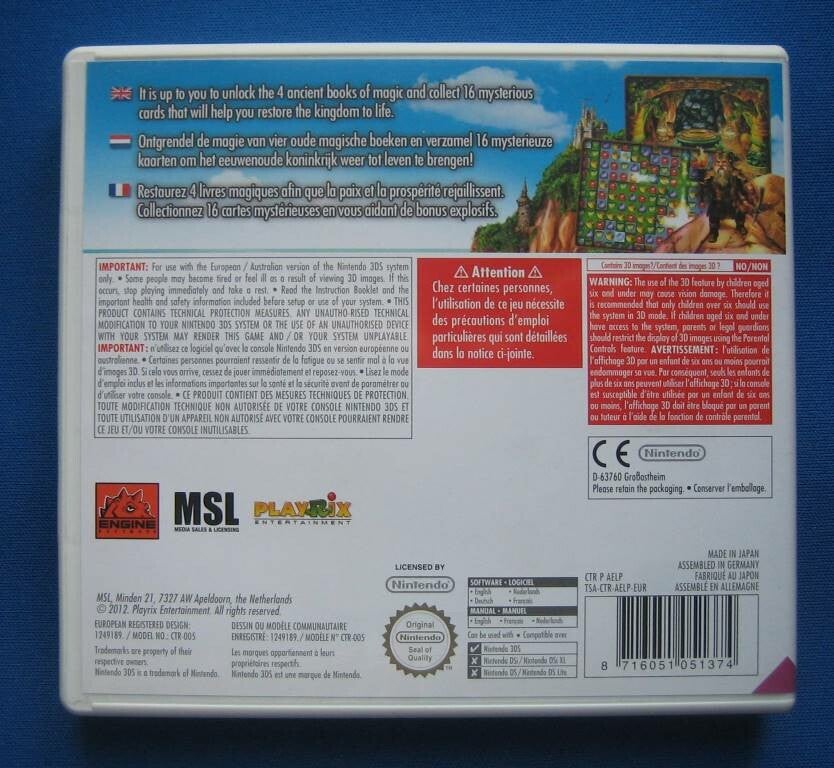 It is up to you to unlock the 4 ancient books of magic and collect 16 mysterious
cards that will help you restore the kingdom to life.
Ontgrendel de magie van vier oude magische boeken en verzamel 16 mysterieuze
kaarten om het eeuwenoude koninkrijk weer tot leven te brengen!
Restaurez 4 livres magiques afin que la paix et la prospérité rejaillissent.
Collectionnez 16 cartes mystérieuses en vous aidant de bonus explosifs.
IMPORTANT: For use with the European / Australian version of the Nintendo 3DS system
only. • Some people may become tired or feel ill as a result of viewing 3D images. If this
occurs, stop playing immediately and take a rest. • Read the Instruction Booklet and the
important health and safety information included before setup or use of your system. • THIS
PRODUCT CONTAINS TECHNICAL PROTECTION MEASURES. ANY UNAUTHO-RISED TECHNICAL
MODIFICATION TO YOUR NINTENDO 3DS SYSTEM OR THE USE OF AN UNAUTHORISED DEVICE
WITH YOUR SYSTEM MAY RENDER THIS GAME AND / OR YOUR SYSTEM UNPLAYABLE.
IMPORTANT : n'utilisez ce logiciel qu'avec la console Nintendo 3DS en version européenne ou
australienne. • Certaines personnes pourraient ressentir de la fatigue ou se sentir mal à la vue
d'images 3D. Si cela vous arrive, cessez de jouer immédiatement et reposez-vous. • Lisez le mode
d'emploi inclus et les informations importantes sur la santé et la sécurité avant de paramétrer ou
d'utiliser votre console. • CE PRODUIT CONTIENT DES MESURES TECHNIQUES DE PROTECTION.
TOUTE MODIFICATION TECHNIQUE NON AUTORISÉE DE VOTRE CONSOLE NINTENDO 3DS ET
TOUTE UTILISATION D'UN APPAREIL NON AUTORISÉ AVEC VOTRE CONSOLE POURRAIENT RENDRE
CE JEU ET/OU VOTRE CONSOLE INUTILISABLES.
Attention
Chez certaines personnes,
l'utilisation de ce jeu nécessite
des précautions d'emploi
particulières qui sont détaillées
dans la notice ci-jointe.
Contains 3D images?/Contient des images 3D ? NO/NON
WARNING: The use of the 3D feature by children aged
six and under may cause vision damage. Therefore it
is recommended that only children over six should use
the system in 3D mode. If children aged six and under
have access to the system, parents or legal guardians
should restrict the display of 3D images using the Parental
Controls feature. AVERTISSEMENT : l'utilisation de
l'affichage 3D par un enfant de six ans ou moins pourrait
endommager sa vue. Par conséquent, seuls les enfants de
plus de six ans peuvent utiliser l'affichage 3D ; si la console
est susceptible d'être utilisée par un enfant de six ans
ou moins, l'affichage 3D doit être bloqué par un parent
ou tuteur à l'aide de la fonction de contrôle parental.
CE Nintendo
D-63760 Großostheim
Please retain the packaging. • Conserver l'emballage.
ENGINE
SOFTWARE
MSL
MEDIA SALES & LICENSING
PLAYRIX
ENTERTAINMENT
MSL, Minden 21, 7327 AW Apeldoorn, the Netherlands
© 2012. Playrix Entertainment. All rights reserved.
EUROPEAN REGISTERED DESIGN:
1249189. / MODEL NO.: CTR-005
Trademarks are property of their
respective owners.
Nintendo 3DS is a trademark of Nintendo.
DESSIN OU MODÈLE COMMUNAUTAIRE
ENREGISTRÉ : 1249189. / MODÈLE N° CTR-005
Les marques appartiennent à leurs
propriétaires respectifs.
Nintendo 3DS est une marque de Nintendo.
LICENSED BY
Nintendo
Original
Nintendo
Seal of
Quality
TM
SOFTWARE • LOGICIEL
• English • Nederlands
• Deutsch • Français
MANUAL • MANUEL
• English • Français • Nederlands
Can be used with • Compatible avec
Nintendo 3DS
Nintendo DSi / Nintendo DSi XL
Nintendo DS / Nintendo DS Lite
CTR P AELP
TSA-CTR-AELP-EUR
MADE IN JAPAN
ASSEMBLED IN GERMANY
FABRIQUÉ AU JAPON
ASSEMBLÉ EN ALLEMAGNE
8 716051 051374